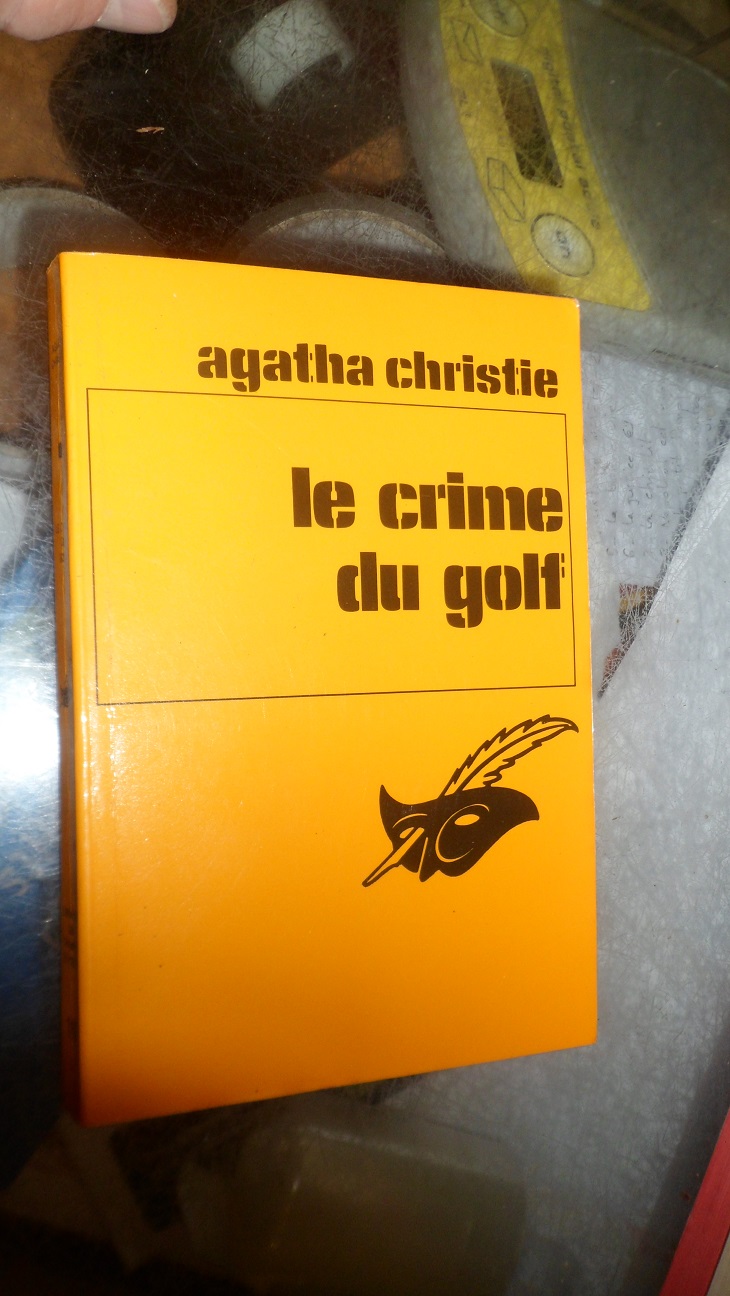 agatha christie
le crime
du golf